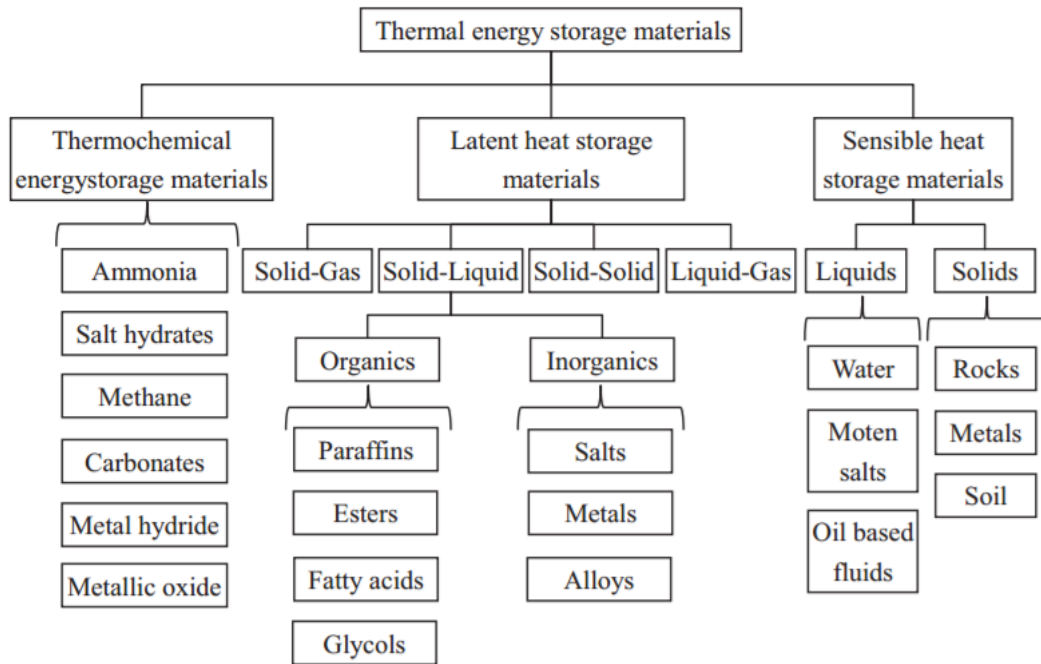 Thermal energy storage materials
Thermochemical
energystorage materials
Latent heat storage
materials
Sensible heat
storage materials
Ammonia
Salt hydrates
Methane
Carbonates
Metal hydride
Metallic oxide
Solid-Gas
Solid-Liquid
Solid-Solid
Liquid-Gas
Organics
Paraffins
Esters
Fatty acids
Glycols
Inorganics
Salts
Metals
Alloys
Liquids
Water
Moten
salts
Oil based
fluids
Solids
Rocks
Metals
Soil